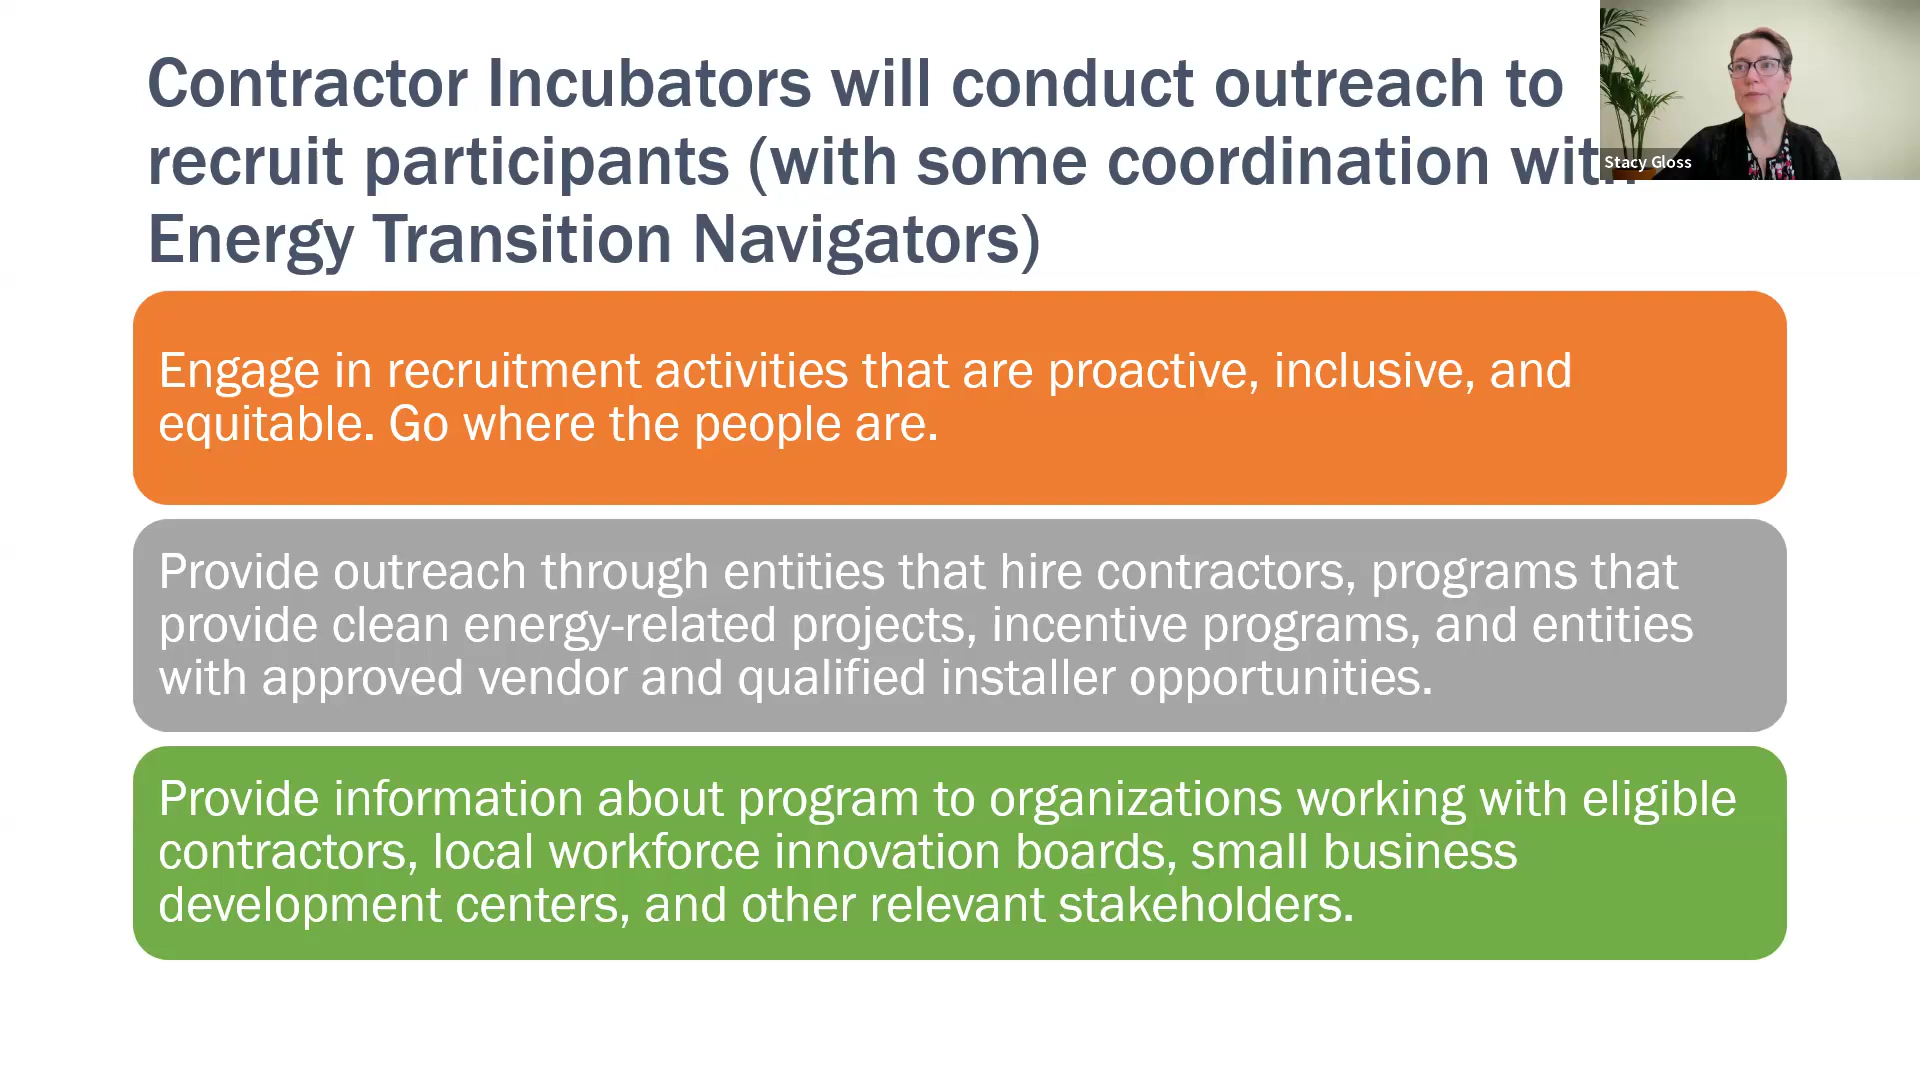 Contractor Incubators will conduct outreach to
recruit participants (with some coordination with
Energy Transition Navigators)
Stacy Gloss
Engage in recruitment activities that are proactive, inclusive, and
equitable. Go where the people are.
Provide outreach through entities that hire contractors, programs that
provide clean energy-related projects, incentive programs, and entities
with approved vendor and qualified installer opportunities.
Provide information about program to organizations working with eligible
contractors, local workforce innovation boards, small business
development centers, and other relevant stakeholders.